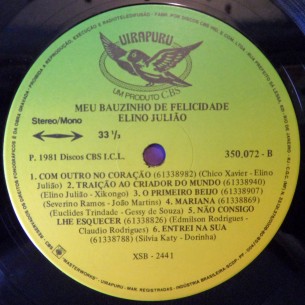 UIRAPURU
UM PRODUTO CBS
MEU BAUZINHO DE FELICIDADE
ELINO JULIÃO
Stereo/Mono
33 1/3
P. 1981 Discos CBS I.C.L.
350.072 - B
1. COM OUTRO NO CORAÇÃO (61338982) (Chico Xavier - Elino
Julião) 2. TRAIÇÃO AO CRIADOR DO MUNDO (61338940)
(Elino Julião - Xikongo) 3. O PRIMEIRO BEIJO (61338907)
(Severino Ramos - João Martins) 4. MARIANA (61338869)
(Euclides Trindade - Gessy de Souza) 5. NÃO CONSIGO
LHE ESQUECER (61338826) (Edmilson Rodrigues -
Claudio Rodrigues) 6. ENTREI NA SUA
(61338788) (Silvia Katy - Dorinha)
XSB - 2441